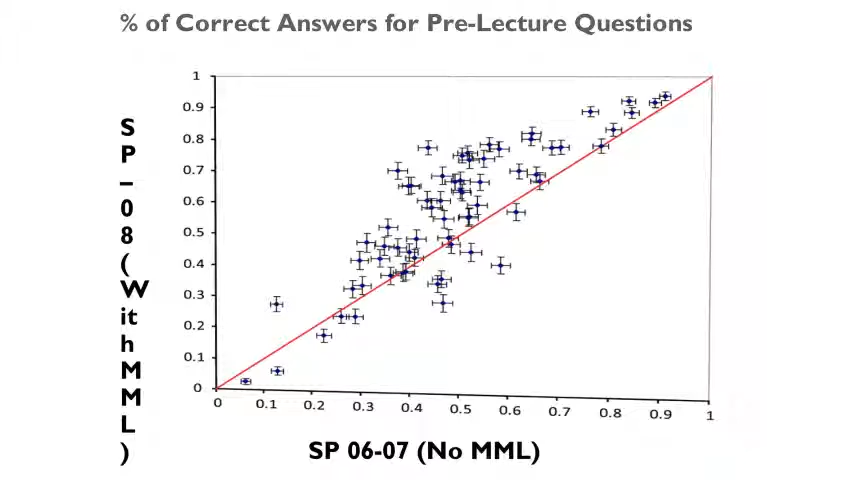 % of Correct Answers for Pre-Lecture Questions
S
P
–
0
8
(
W
it
h
M
M
L
)
1
0.9
0.8
0.7
0.6
0.5
0.4
0.3
0.2
0.1
0
0 0.1 0.2 0.3 0.4 0.5 0.6 0.7 0.8 0.9 1
SP 06-07 (No MML)